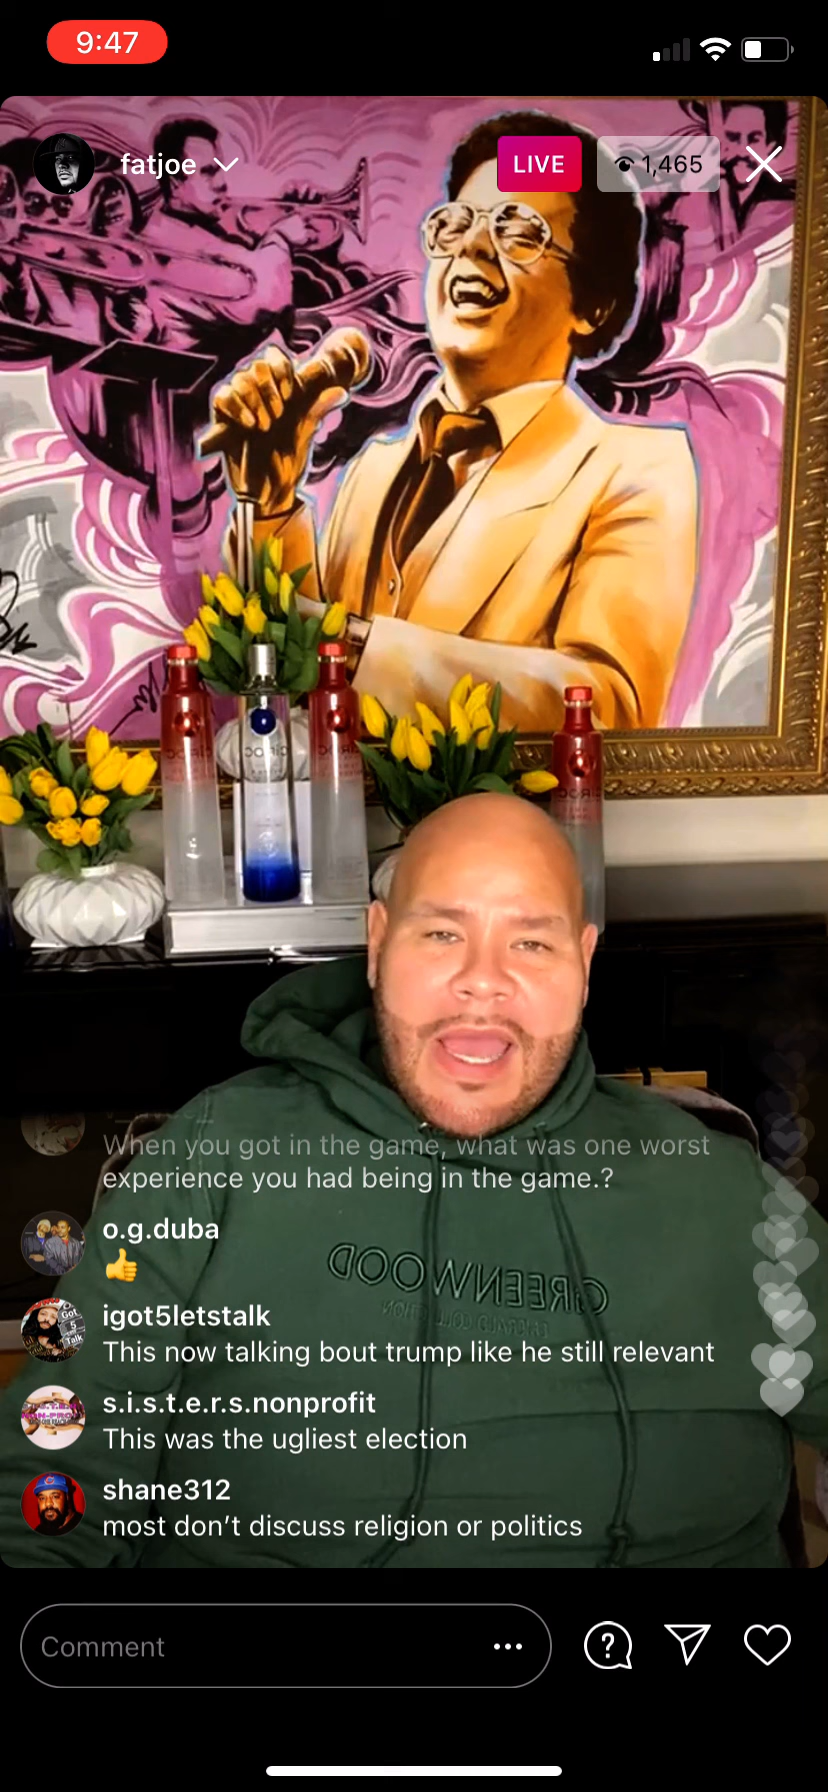 9:47
fatjoe
LIVE
1,465
CIROC
When you got in the game, what was one worst
experience you had being in the game.?
o.g.duba
👍
GREENWOOD
igot5letstalk
This now talking bout trump like he still relevant
s.i.s.t.e.r.s.nonprofit
This was the ugliest election
shane312
most don’t discuss religion or politics
Comment